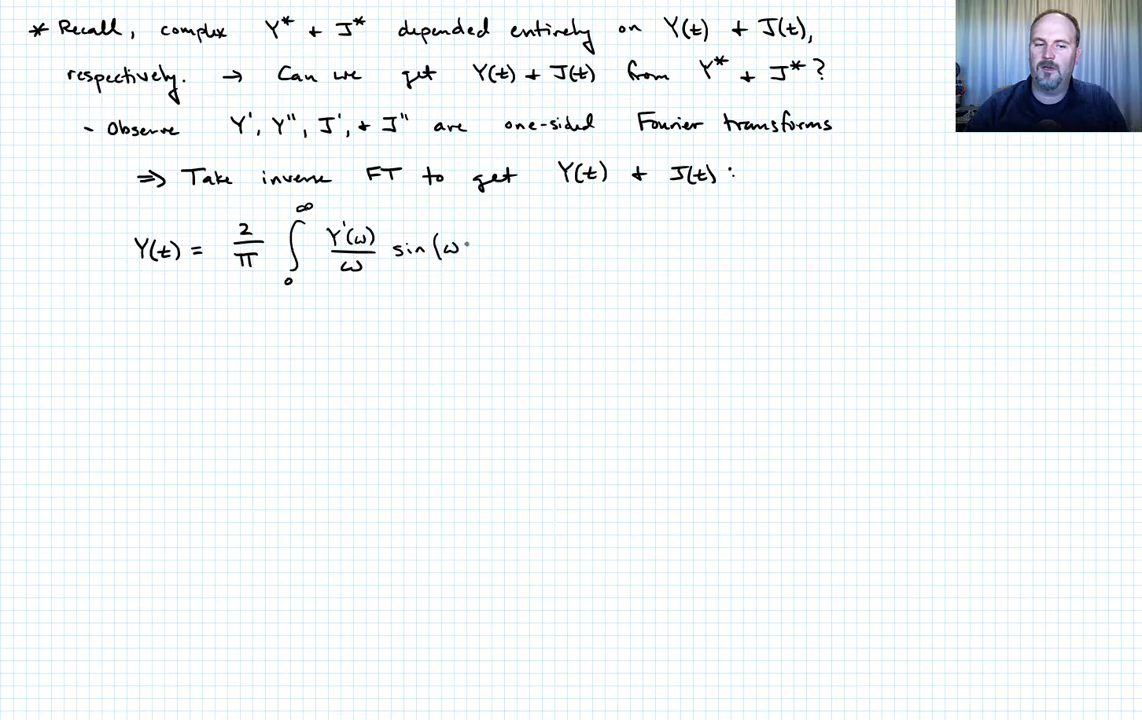 * Recall, complex Y* + J* depended entirely on Y(t) + J(t),
respectively. → Can we get Y(t) + J(t) from Y* + J*?
- Observe Y', Y'', J', + J'' are one-sided Fourier transforms
⇒ Take inverse FT to get Y(t) + J(t):
Y(t) = 2/π ∫₀^∞ Y'(ω)/ω sin(ω